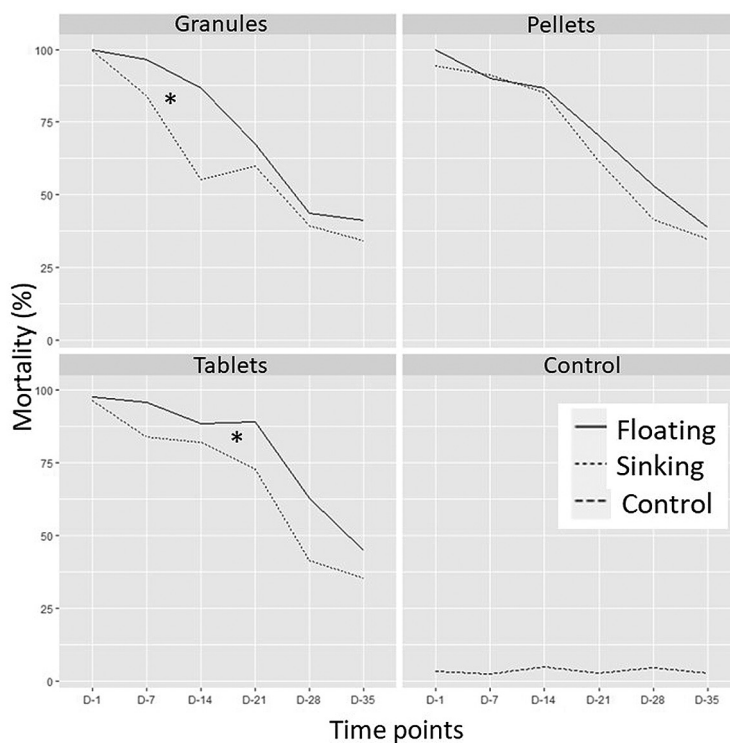 Granules
Pellets
100
75
50
25
0
*
Mortality (%)
Tablets
Control
100
75
50
25
0
*
Floating
Sinking
Control
D-1 D-7 D-14 D-21 D-28 D-35
D-1 D-7 D-14 D-21 D-28 D-35
Time points